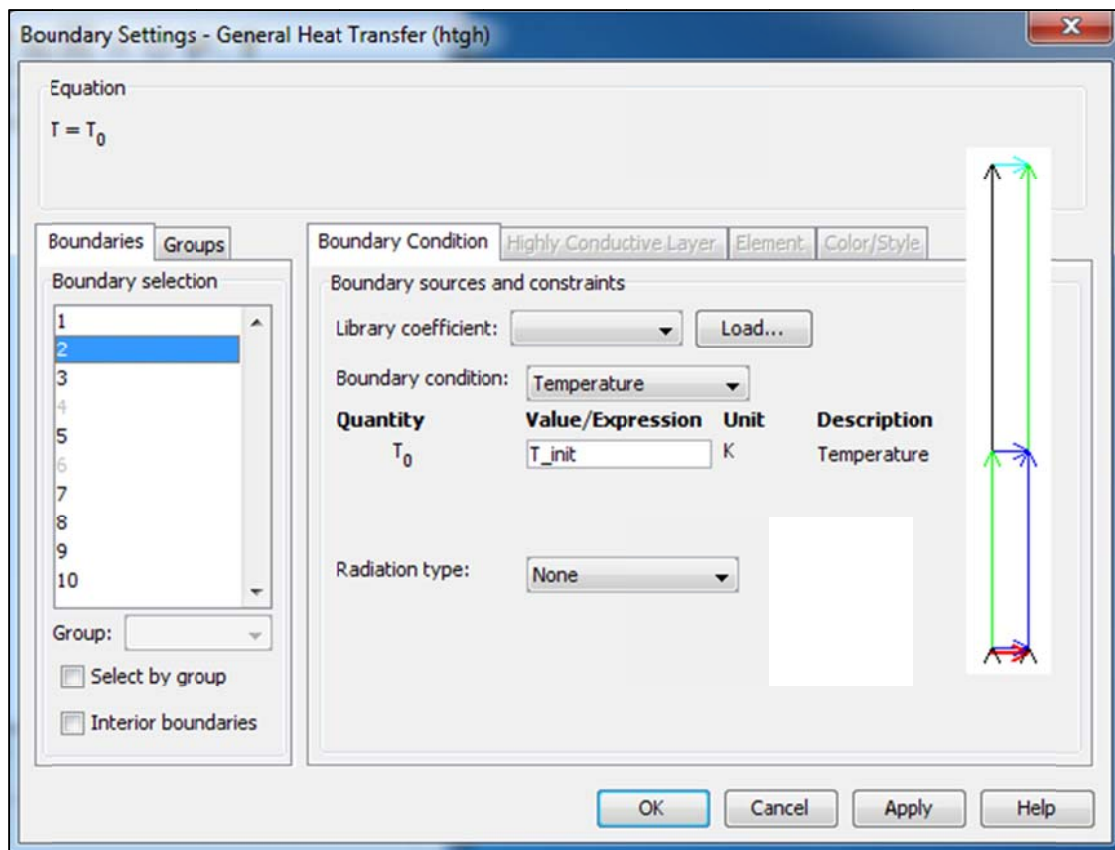 Boundary Settings - General Heat Transfer (htgh)
Equation
T = T0
Boundaries Groups
Boundary selection
1
2
3
4
5
6
7
8
9
10
Group:
Select by group
Interior boundaries
Boundary Condition Highly Conductive Layer Element Color/Style
Boundary sources and constraints
Library coefficient: Load...
Boundary condition: Temperature
Quantity Value/Expression Unit Description
T0 T_init K Temperature
Radiation type: None
OK Cancel Apply Help